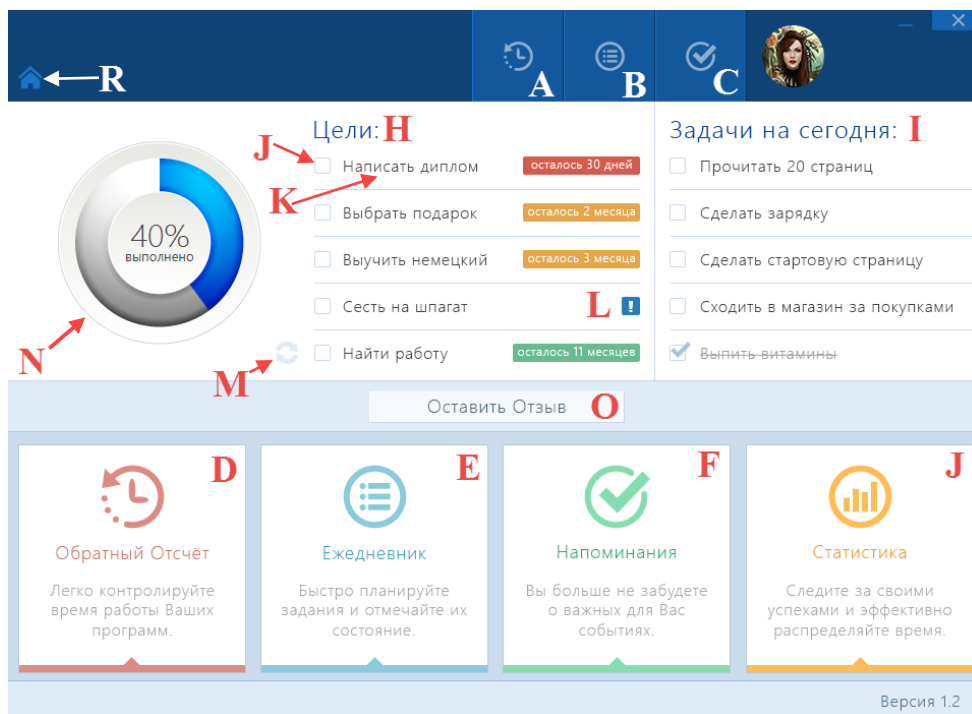 R
A
B
C
Цели: H
J
Написать диплом
осталось 30 дней
K
Выбрать подарок
осталось 2 месяца
Выучить немецкий
осталось 3 месяца
Сесть на шпагат
L
!
Найти работу
осталось 11 месяцев
M
40%
выполнено
N
Задачи на сегодня: I
Прочитать 20 страниц
Сделать зарядку
Сделать стартовую страницу
Сходить в магазин за покупками
Выпить витамины
Оставить Отзыв O
D
Обратный Отсчёт
Легко контролируйте
время работы Ваших
программ.
E
Ежедневник
Быстро планируйте
задания и отмечайте их
состояние.
F
Напоминания
Вы больше не забудете
о важных для Вас
событиях.
J
Статистика
Следите за своими
успехами и эффективно
распределяйте время.
Версия 1.2